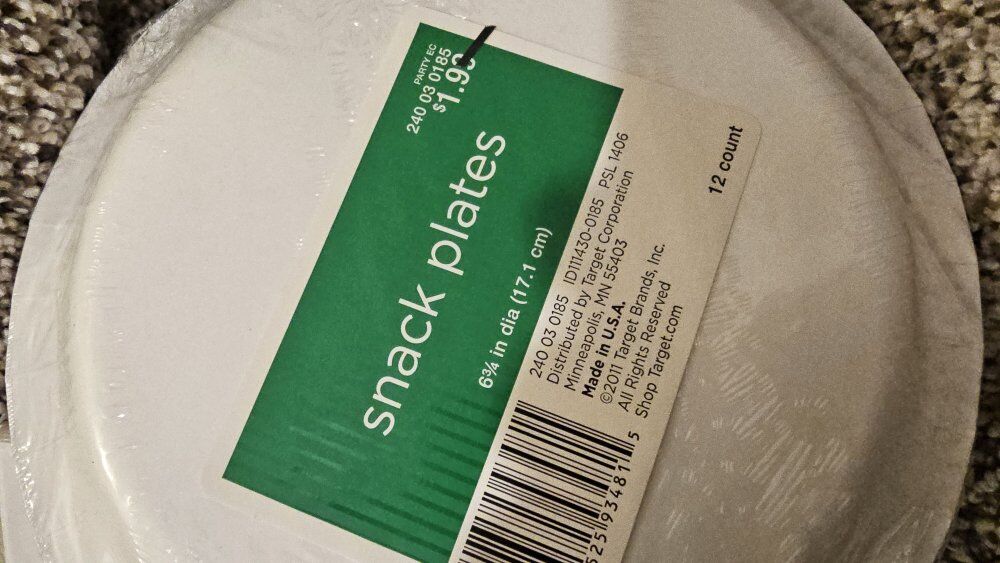 PARTY EC
240 03 0185
$1.99
snack plates
6¾ in dia (17.1 cm)
240 03 0185 ID111430-0185 PSL 1406
Distributed by Target Corporation
Minneapolis, MN 55403
Made in U.S.A.
©2011 Target Brands, Inc.
All Rights Reserved
Shop Target.com
12 count